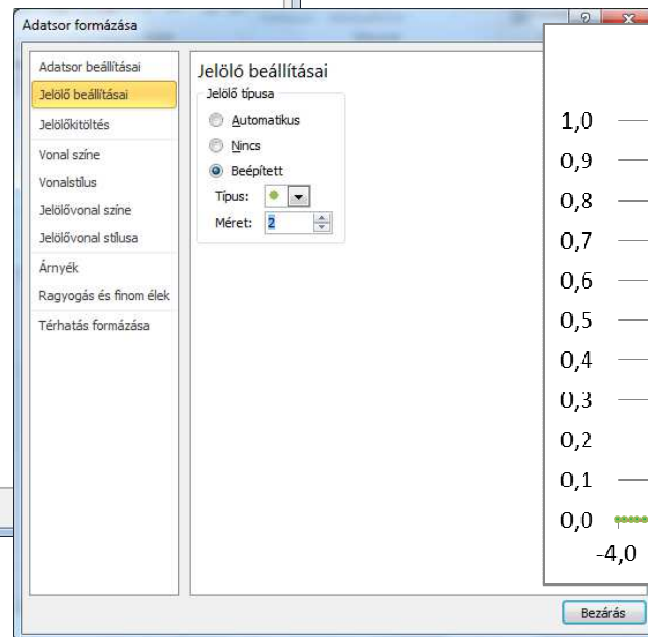 Adatsor formázása
Adatsor beállításai
Jelölő beállításai
Jelölőkitöltés
Vonal színe
Vonalstílus
Jelölővonal színe
Jelölővonal stílusa
Árnyék
Ragyogás és finom élek
Térhatás formázása
Jelölő beállításai
Jelölő típusa
Automatikus
Nincs
Beépített
Típus:
Méret: 2
Bezárás
1,0
0,9
0,8
0,7
0,6
0,5
0,4
0,3
0,2
0,1
0,0
-4,0